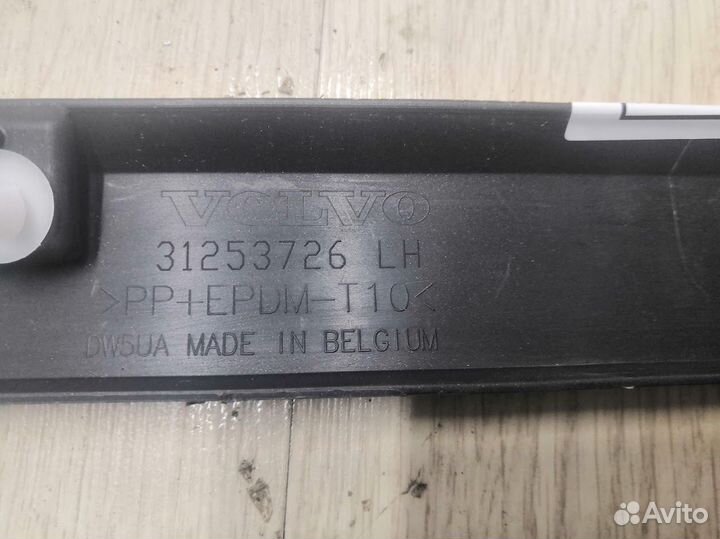 VOLVO
31253726 LH
>PP+EPDM-T10<
DW5UA MADE IN BELGIUM
Avito